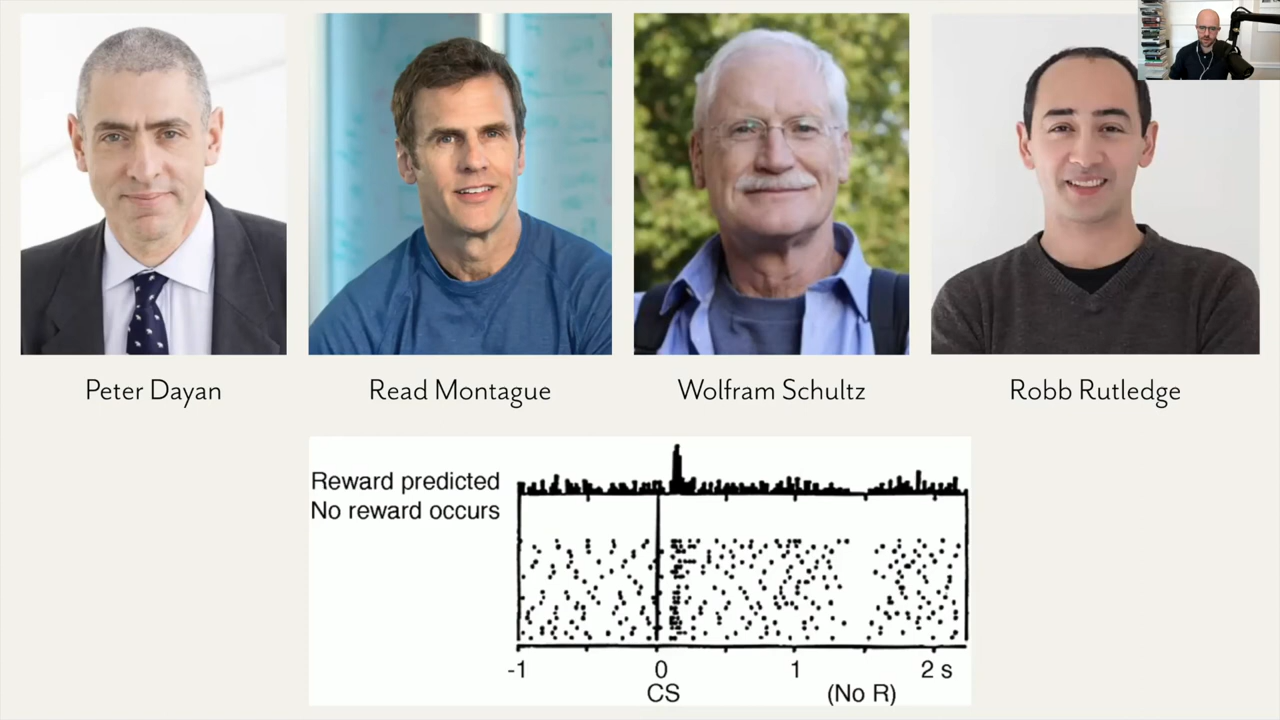 Peter Dayan
Read Montague
Wolfram Schultz
Robb Rutledge
Reward predicted
No reward occurs
-1
0
1
2 s
CS
(No R)